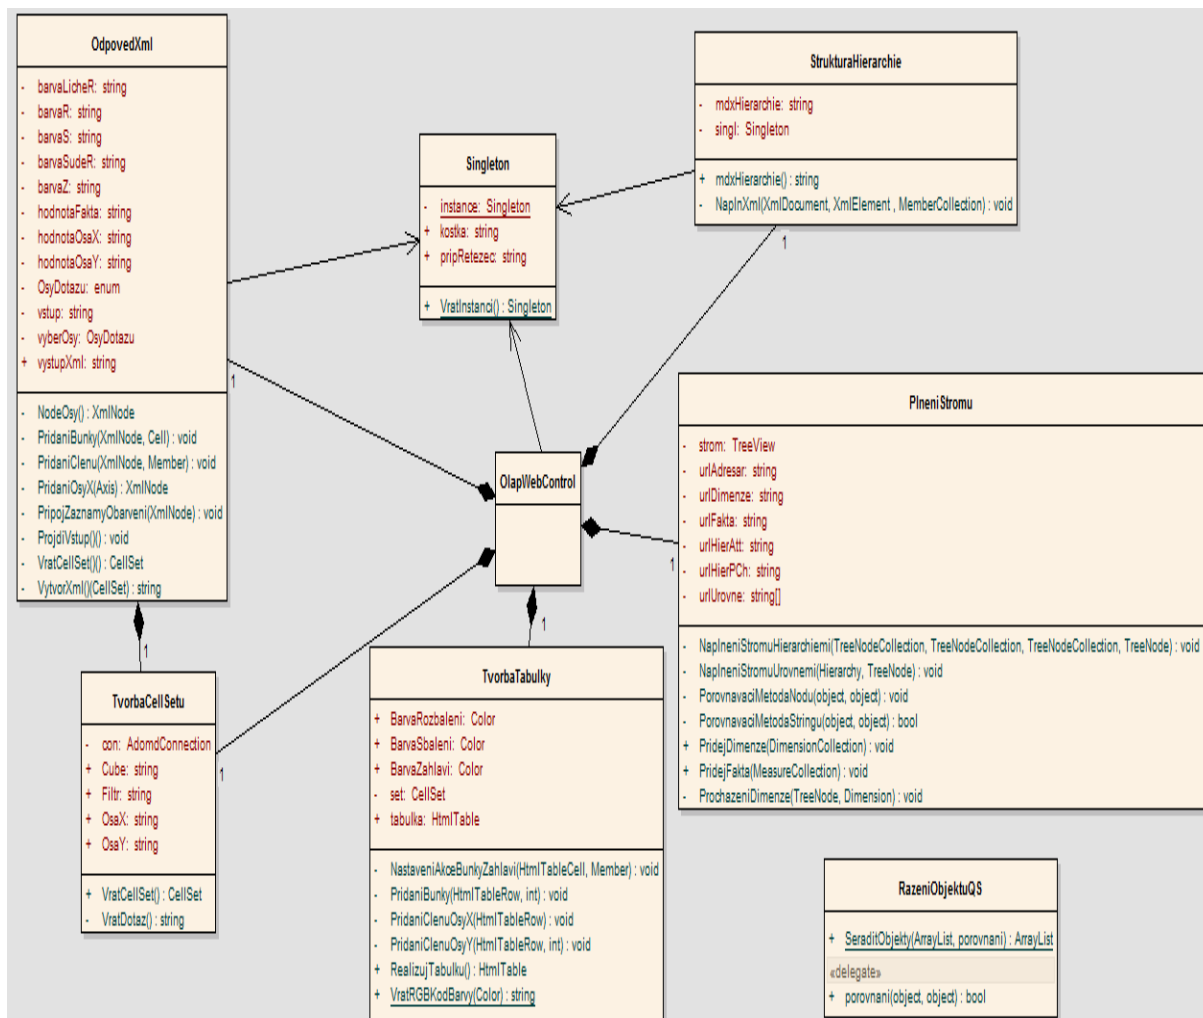 OdpovedXml
- barvaLicheR: string
- barvaR: string
- barvaS: string
- barvaSudeR: string
- barvaZ: string
- hodnotaFakta: string
- hodnotaOsaX: string
- hodnotaOsaY: string
- OsyDotazu: enum
- vstup: string
- vyberOsy: OsyDotazu
+ vystupXml: string
- NodeOsy() : XmlNode
- PridaniBunky(XmlNode, Cell) : void
- PridaniClenu(XmlNode, Member) : void
- PridaniOsyX(Axis) : XmlNode
- PripojZaznamyObarveni(XmlNode) : void
- ProjdiVstup()() : void
- VratCellSet()() : CellSet
- VytvorXml()(CellSet) : string
Singleton
- instance: Singleton
+ kostka: string
+ pripRetezec: string
+ VratInstanci() : Singleton
StrukturaHierarchie
- mdxHierarchie: string
- singl: Singleton
+ mdxHierarchie() : string
- NaplnXml(XmlDocument, XmlElement , MemberCollection) : void
1
1
OlapWebControl
PlneniStromu
- strom: TreeView
- urlAdresar: string
- urlDimenze: string
- urlFakta: string
- urlHierAtt: string
- urlHierPCh: string
- urlUrovne: string[]
- NaplneniStromuHierarchiemi(TreeNodeCollection, TreeNodeCollection, TreeNodeCollection, TreeNode) : void
- NaplneniStromuUrovnemi(Hierarchy, TreeNode) : void
- PorovnavaciMetodaNodu(object, object) : void
- PorovnavaciMetodaStringu(object, object) : bool
+ PridejDimenze(DimensionCollection) : void
+ PridejFakta(MeasureCollection) : void
- ProchazeniDimenze(TreeNode, Dimension) : void
1
1
1
1
TvorbaCellSetu
- con: AdomdConnection
+ Cube: string
+ Filtr: string
+ OsaX: string
+ OsaY: string
+ VratCellSet() : CellSet
- VratDotaz() : string
TvorbaTabulky
+ BarvaRozbaleni: Color
+ BarvaSbaleni: Color
+ BarvaZahlavi: Color
- set: CellSet
+ tabulka: HtmlTable
- NastaveniAkceBunkyZahlavi(HtmlTableCell, Member) : void
- PridaniBunky(HtmlTableRow, int) : void
- PridaniClenuOsyX(HtmlTableRow) : void
- PridaniClenuOsyY(HtmlTableRow, int) : void
+ RealizujTabulku() : HtmlTable
+ VratRGBKodBarvy(Color) : string
RazeniObjektuQS
+ SeraditObjekty(ArrayList, porovnani) : ArrayList
«delegate»
+ porovnani(object, object) : bool